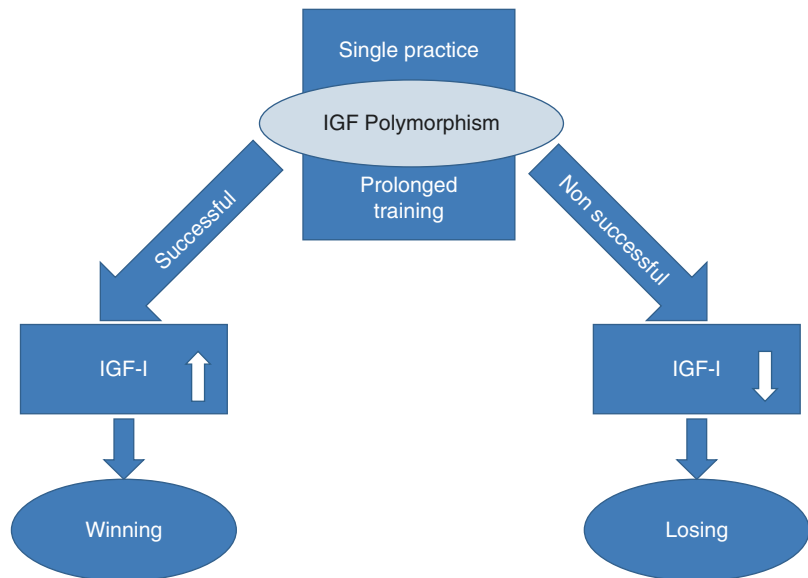 Single practice
IGF Polymorphism
Prolonged
training
Successful
Non successful
IGF-I
IGF-I
Winning
Losing